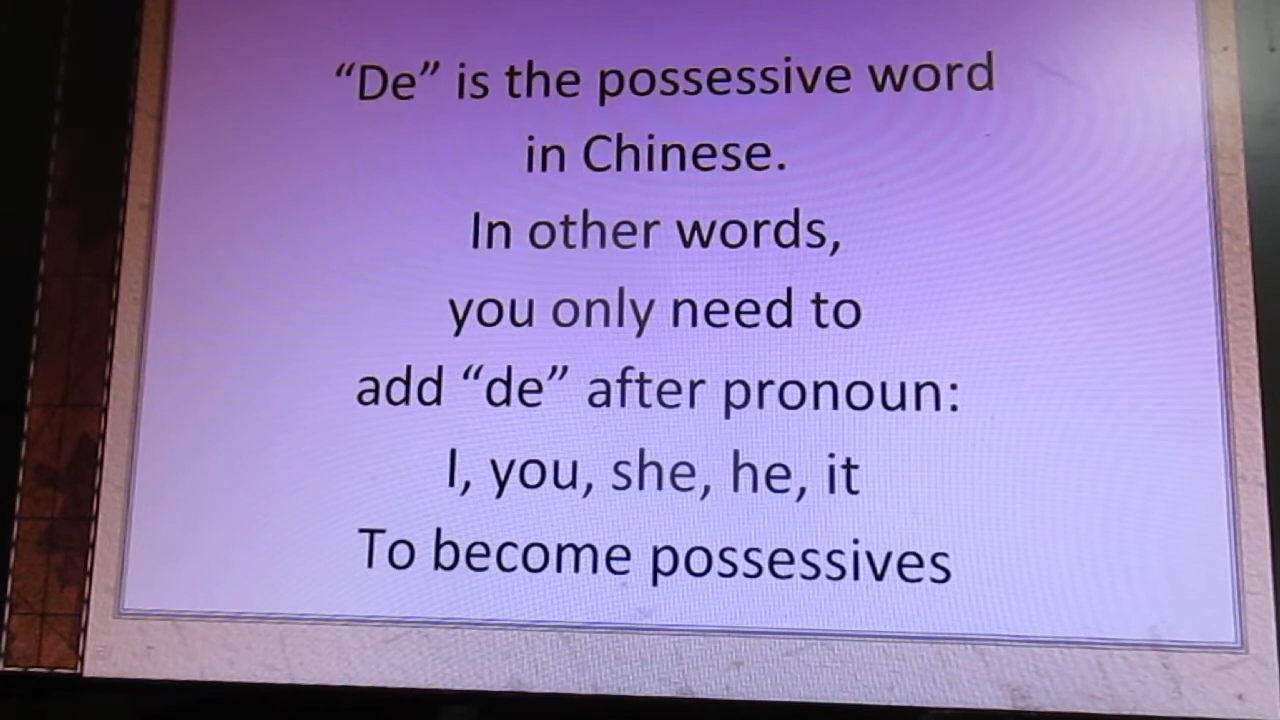 “De” is the possessive word
in Chinese.
In other words,
you only need to
add “de” after pronoun:
I, you, she, he, it
To become possessives